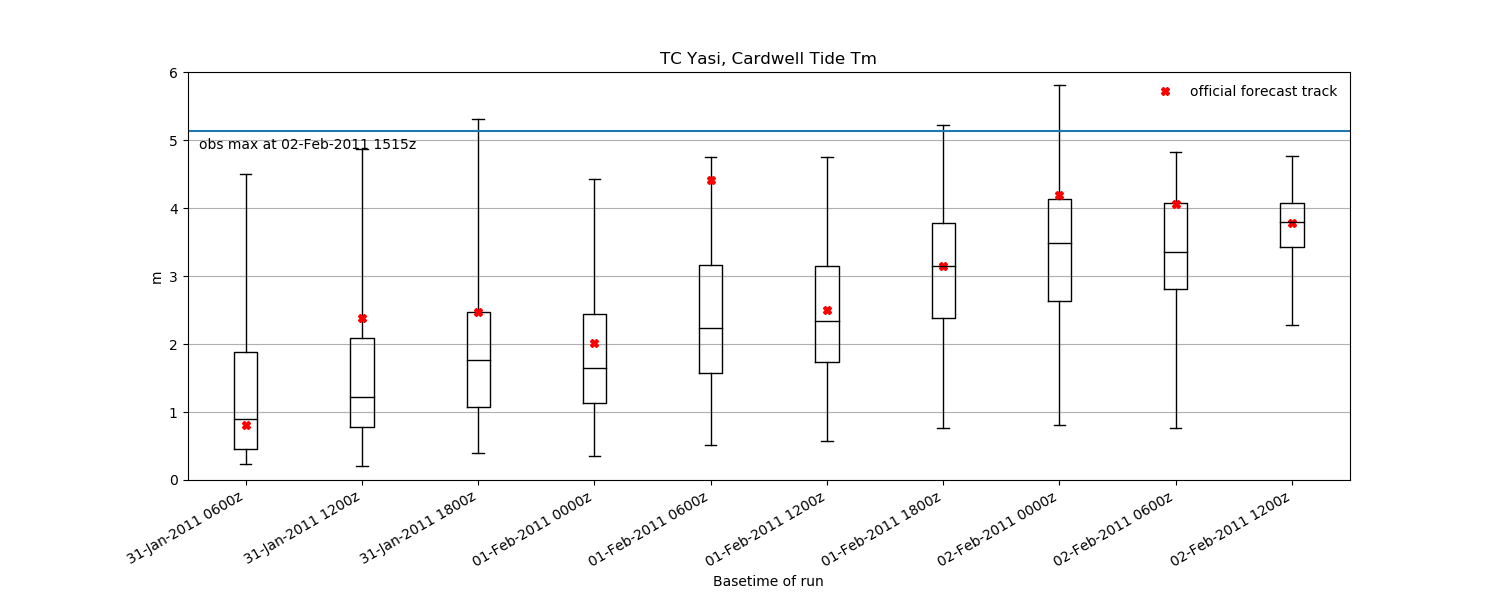 TC Yasi, Cardwell Tide Tm
official forecast track
obs max at 02-Feb-2011 1515z
m
6
5
4
3
2
1
0
31-Jan-2011 0600z
31-Jan-2011 1200z
31-Jan-2011 1800z
01-Feb-2011 0000z
01-Feb-2011 0600z
01-Feb-2011 1200z
01-Feb-2011 1800z
02-Feb-2011 0000z
02-Feb-2011 0600z
02-Feb-2011 1200z
Basetime of run